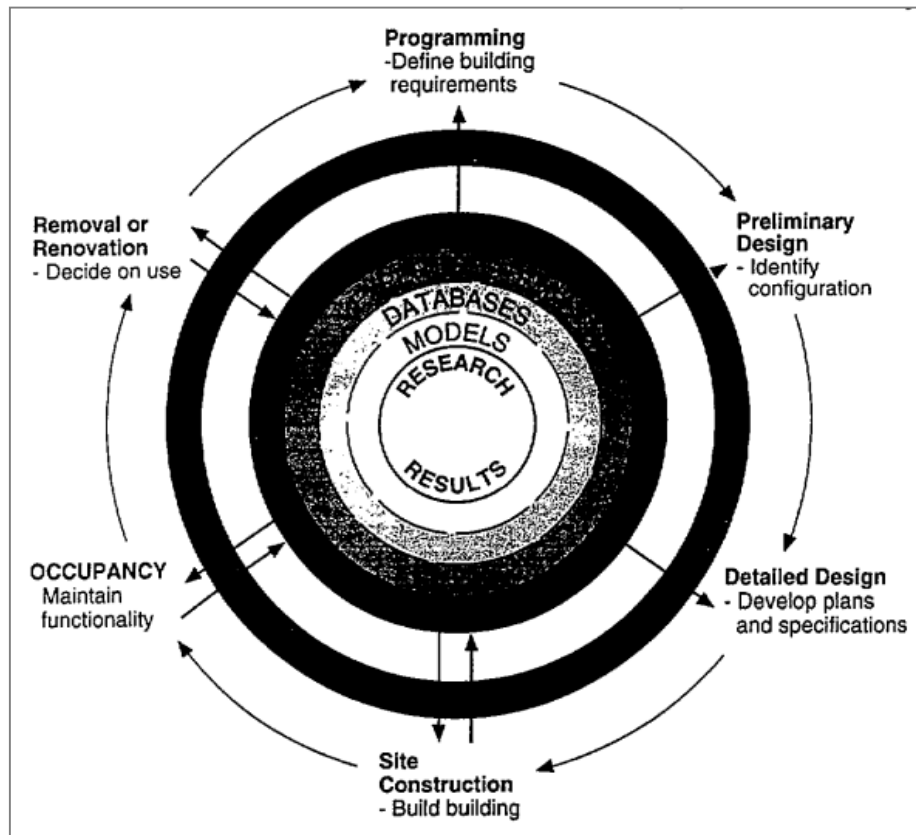 Programming
-Define building
requirements
Preliminary
Design
- Identify
configuration
Detailed Design
- Develop plans
and specifications
Site
Construction
- Build building
OCCUPANCY
Maintain
functionality
Removal or
Renovation
- Decide on use
DATABASES
MODELS
RESEARCH
RESULTS